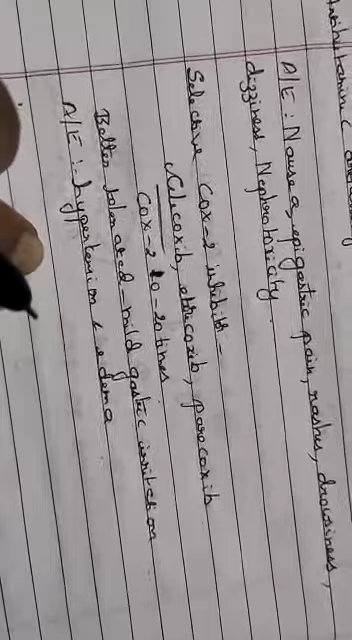 A/E : Nausea, epigastric pain, rashes, drowsiness,
dizziness, Nephrotoxicity.
Selective Cox-2 inhibits -
Celecoxib, etoricoxib, parecoxib
Cox-2 10-20 times
Better tolerated - mild gastric irritation
A/E :- hypertension & edema